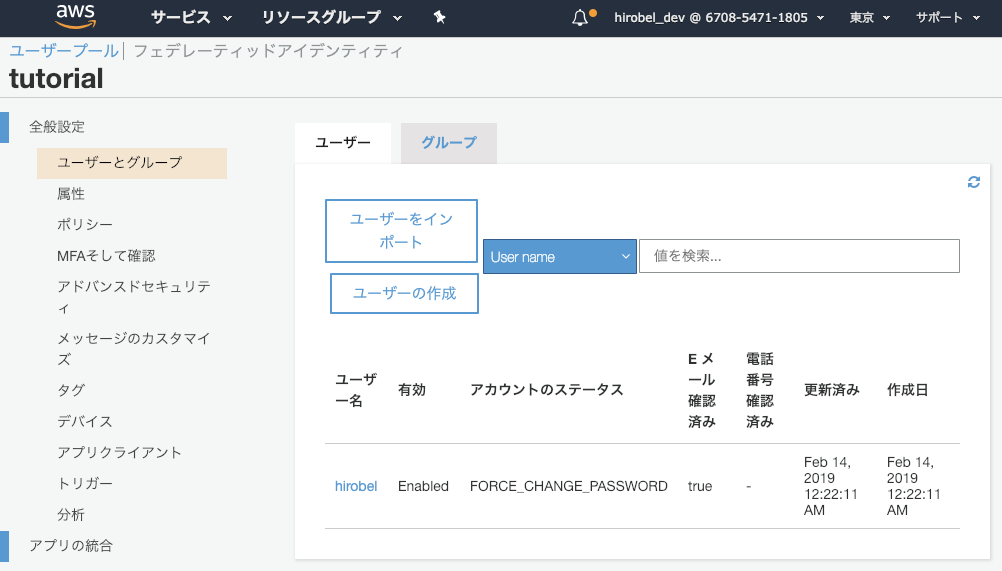 aws サービス リソースグループ hirobel_dev @ 6708-5471-1805 東京 サポート
ユーザープール | フェデレーティッドアイデンティティ
tutorial
全般設定
ユーザーとグループ
属性
ポリシー
MFAそして確認
アドバンスドセキュリテ
ィ
メッセージのカスタマイ
ズ
タグ
デバイス
アプリクライアント
トリガー
分析
アプリの統合
ユーザー グループ
ユーザーをイン
ポート
User name 値を検索...
ユーザーの作成
ユーザ
ー名
有効
アカウントのステータス
E メ
ール
確認
済み
電話
番号
確認
済み
更新済み
作成日
hirobel
Enabled
FORCE_CHANGE_PASSWORD
true
-
Feb 14,
2019
12:22:11
AM
Feb 14,
2019
12:22:11
AM